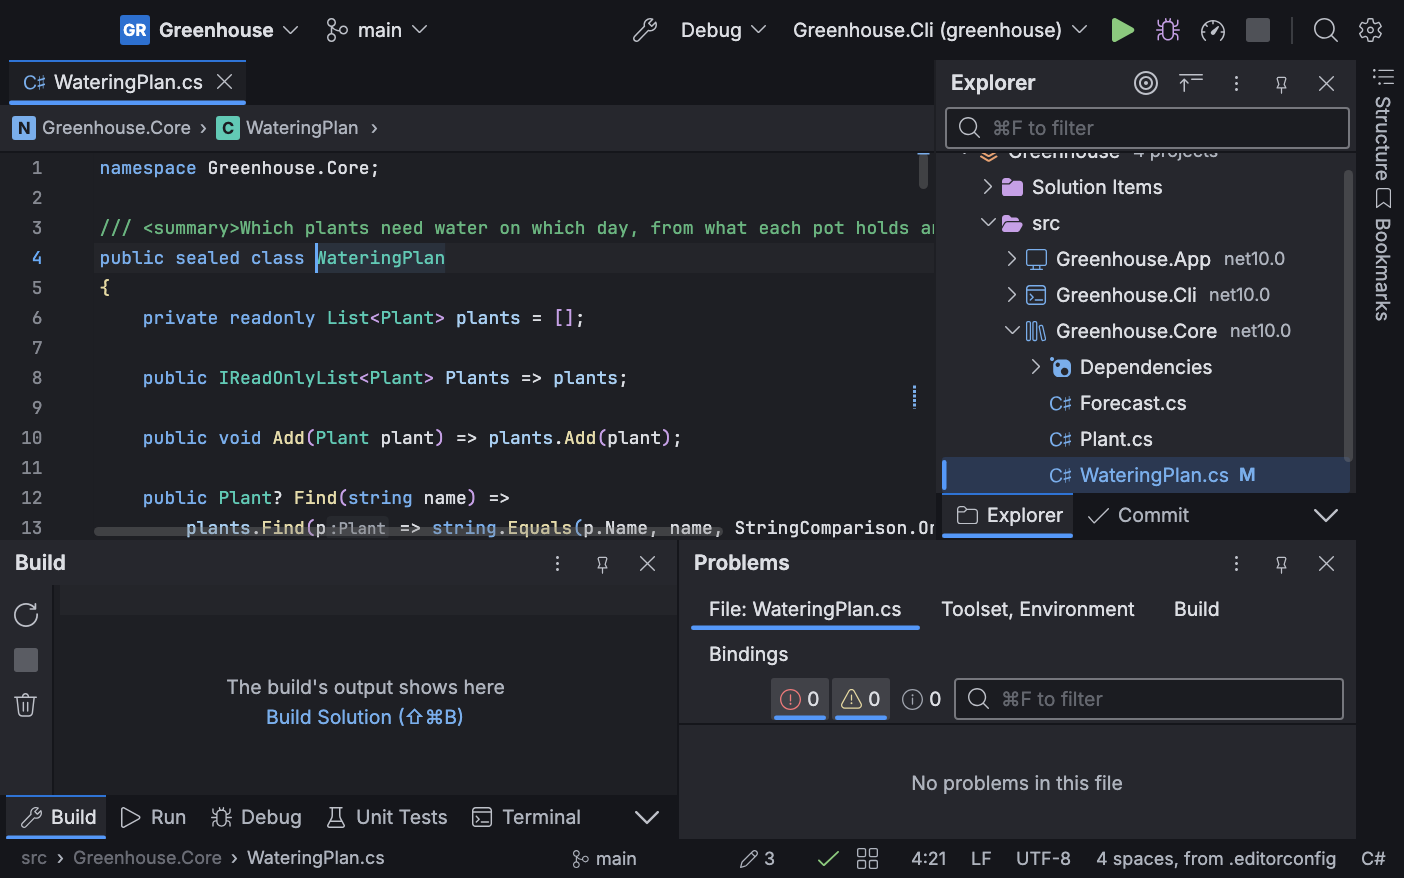 GR Greenhouse main Debug Greenhouse.Cli (greenhouse)
C# WateringPlan.cs
N Greenhouse.Core › C WateringPlan ›
1 namespace Greenhouse.Core;
2
3 /// <summary>Which plants need water on which day, from what each pot holds
4 public sealed class WateringPlan
5 {
6 private readonly List<Plant> plants = [];
7
8 public IReadOnlyList<Plant> Plants => plants;
9
10 public void Add(Plant plant) => plants.Add(plant);
11
12 public Plant? Find(string name) =>
13 plants.Find(p:Plant => string.Equals(p.Name, name, StringComparison.Or
Explorer
⌘F to filter
Greenhouse 4 projects
Solution Items
src
Greenhouse.App net10.0
Greenhouse.Cli net10.0
Greenhouse.Core net10.0
Dependencies
C# Forecast.cs
C# Plant.cs
C# WateringPlan.cs M
Explorer Commit
Structure
Bookmarks
Build
The build's output shows here
Build Solution (⇧⌘B)
Build Run Debug Unit Tests Terminal
Problems
File: WateringPlan.cs Toolset, Environment Build
Bindings
0 0 0 ⌘F to filter
No problems in this file
src › Greenhouse.Core › WateringPlan.cs main 3 4:21 LF UTF-8 4 spaces, from .editorconfig C#